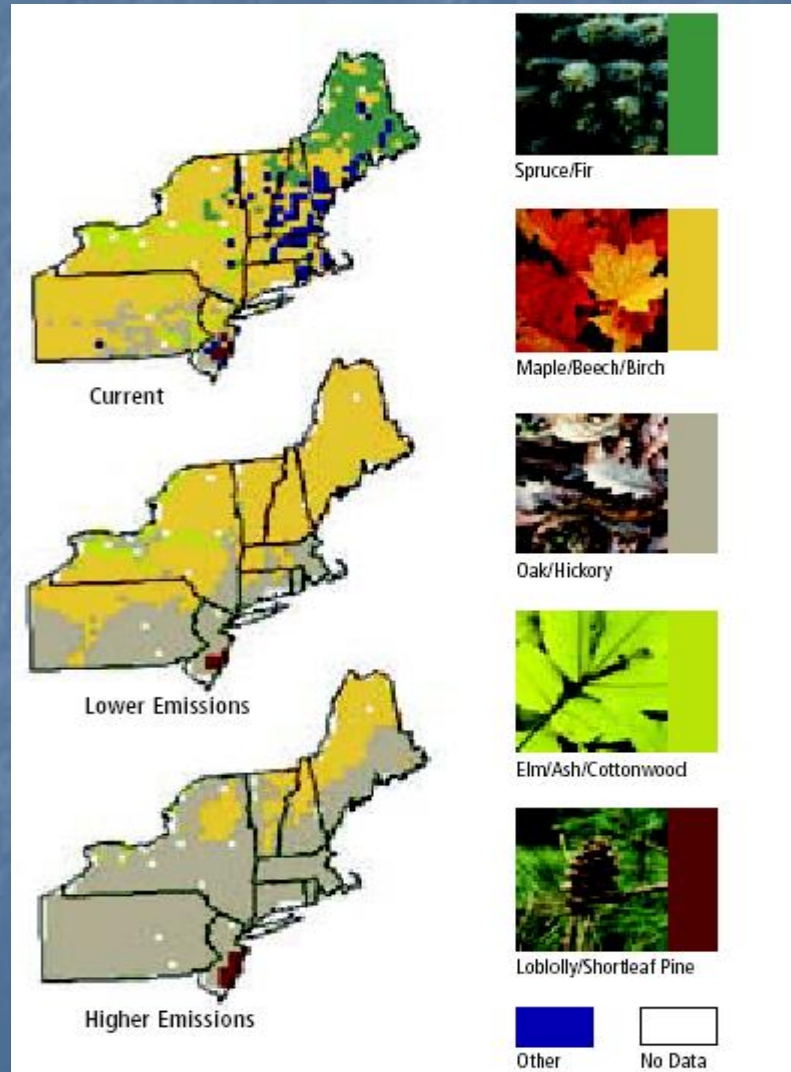 Current
Lower Emissions
Higher Emissions
Spruce/Fir
Maple/Beech/Birch
Oak/Hickory
Elm/Ash/Cottonwood
Loblolly/Shortleaf Pine
Other
No Data